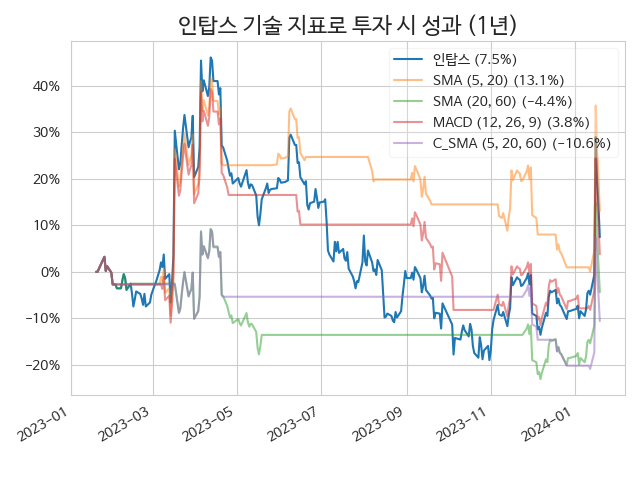 인탑스 기술 지표로 투자 시 성과 (1년)
인탑스 (7.5%)
SMA (5, 20) (13.1%)
SMA (20, 60) (−4.4%)
MACD (12, 26, 9) (3.8%)
C_SMA (5, 20, 60) (−10.6%)
40%
30%
20%
10%
0%
−10%
−20%
2023−01
2023−03
2023−05
2023−07
2023−09
2023−11
2024−01